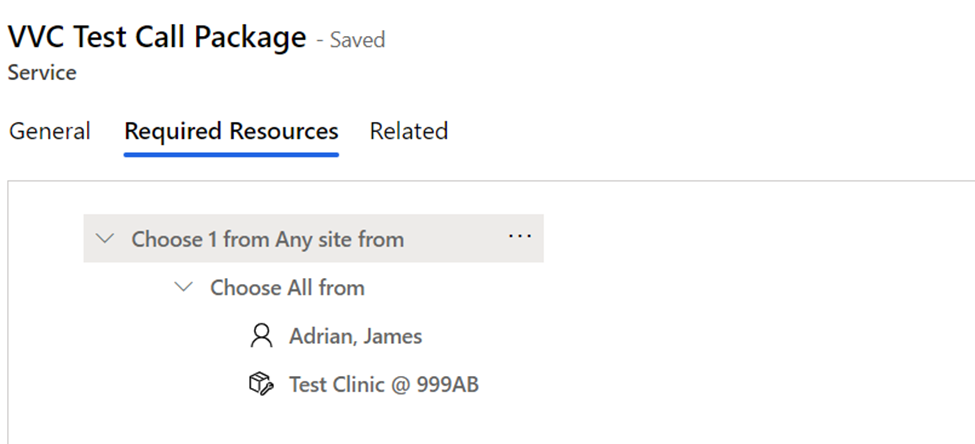 VVC Test Call Package - Saved
Service
General Required Resources Related
Choose 1 from Any site from ...
Choose All from
Adrian, James
Test Clinic @ 999AB